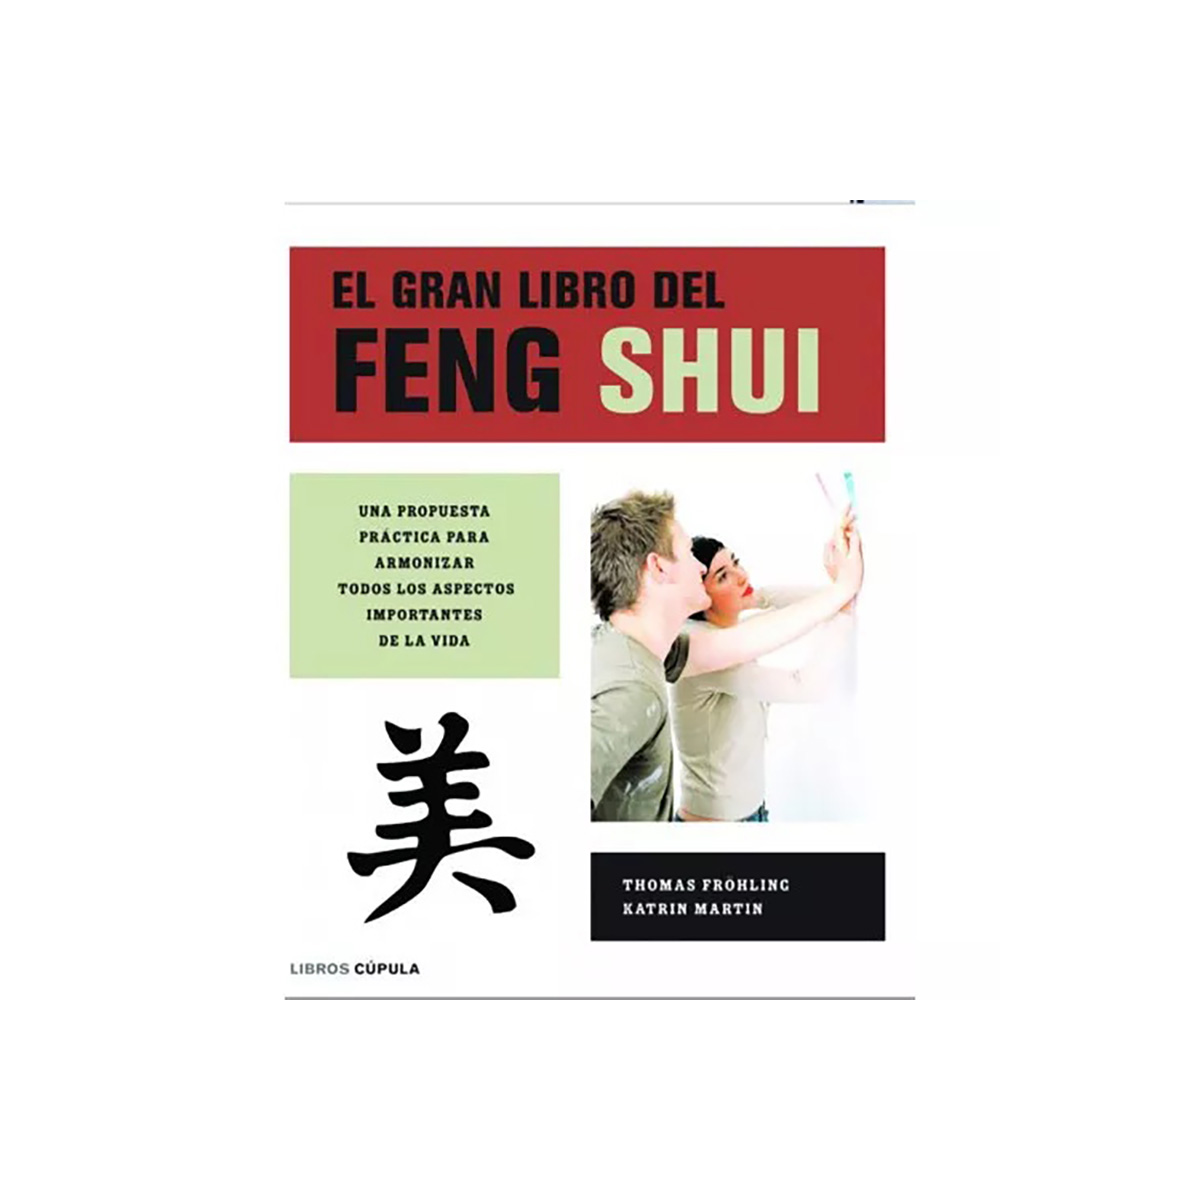 EL GRAN LIBRO DEL
FENG SHUI
UNA PROPUESTA
PRÁCTICA PARA
ARMONIZAR
TODOS LOS ASPECTOS
IMPORTANTES
DE LA VIDA
美
THOMAS FRÖHLING
KATRIN MARTIN
LIBROS CÚPULA